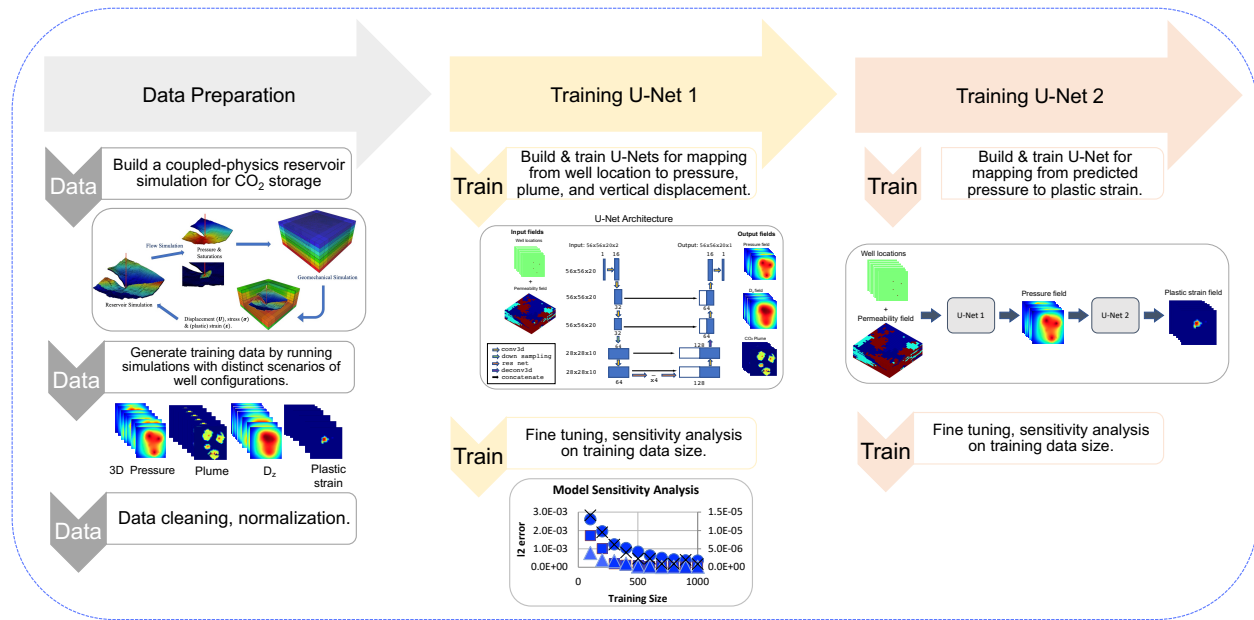 Data Preparation
Training U-Net 1
Training U-Net 2
Data
Build a coupled-physics reservoir
simulation for CO2 storage
Flow Simulation
Pressure &
Saturations
Geomechanical Simulation
Reservoir Simulation
Displacement (U), stress (σ)
& (plastic) strain (ε).
Data
Generate training data by running
simulations with distinct scenarios of
well configurations.
3D Pressure
Plume
Dz
Plastic
strain
Data
Data cleaning, normalization.
Train
Build & train U-Nets for mapping
from well location to pressure,
plume, and vertical displacement.
U-Net Architecture
Input fields
Output fields
Well locations
+
Permeability field
Input: 56x56x20x2
Output: 56x56x20x1
1 16
16 1
56x56x20
32
64
56x56x20
56x56x20
32
64
64
128
28x28x10
28x28x10
64
x4
128
Pressure field
Dz field
CO2 Plume
conv3d
down sampling
res net
deconv3d
concatenate
Train
Fine tuning, sensitivity analysis
on training data size.
Model Sensitivity Analysis
l2 error
3.0E-03
2.0E-03
1.0E-03
0.0E+00
1.5E-05
1.0E-05
5.0E-06
0.0E+00
0
500
1000
Training Size
Train
Build & train U-Net for
mapping from predicted
pressure to plastic strain.
Well locations
+
Permeability field
U-Net 1
Pressure field
U-Net 2
Plastic strain field
Train
Fine tuning, sensitivity analysis
on training data size.